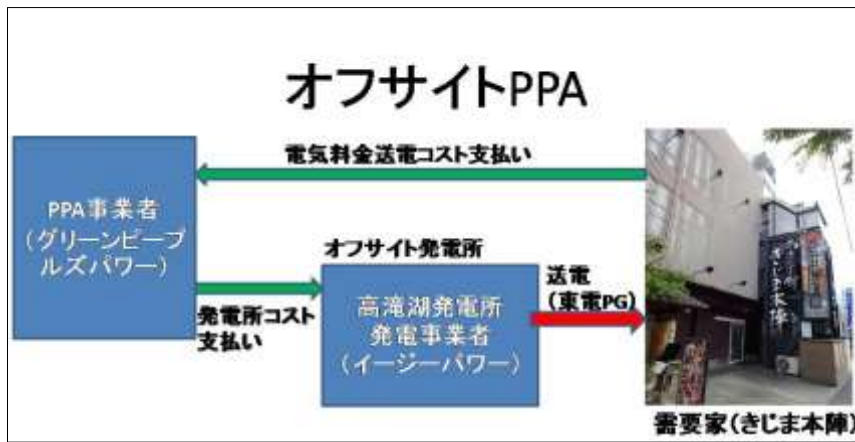 オフサイトPPA
電気料金送電コスト支払い
PPA事業者
(グリーンピープ
ルズパワー)
オフサイト発電所
送電
(東電PG)
発電所コスト
支払い
高滝湖発電所
発電事業者
(イージーパワー)
きじま本陣
需要家(きじま本陣)